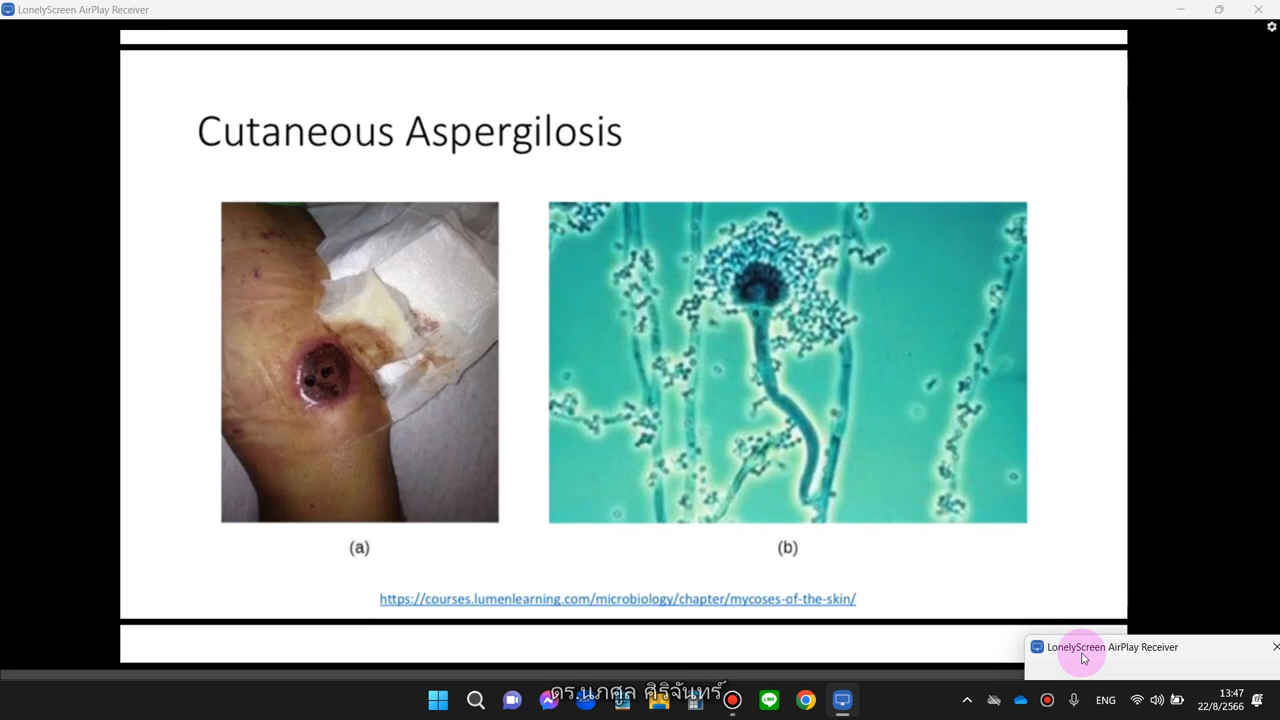 LonelyScreen AirPlay Receiver
Cutaneous Aspergilosis
(a)
(b)
https://courses.lumenlearning.com/microbiology/chapter/mycoses-of-the-skin/
LonelyScreen AirPlay Receiver
ดร.นภศูล ศิริจันทร์
ENG
13:47
22/8/2566